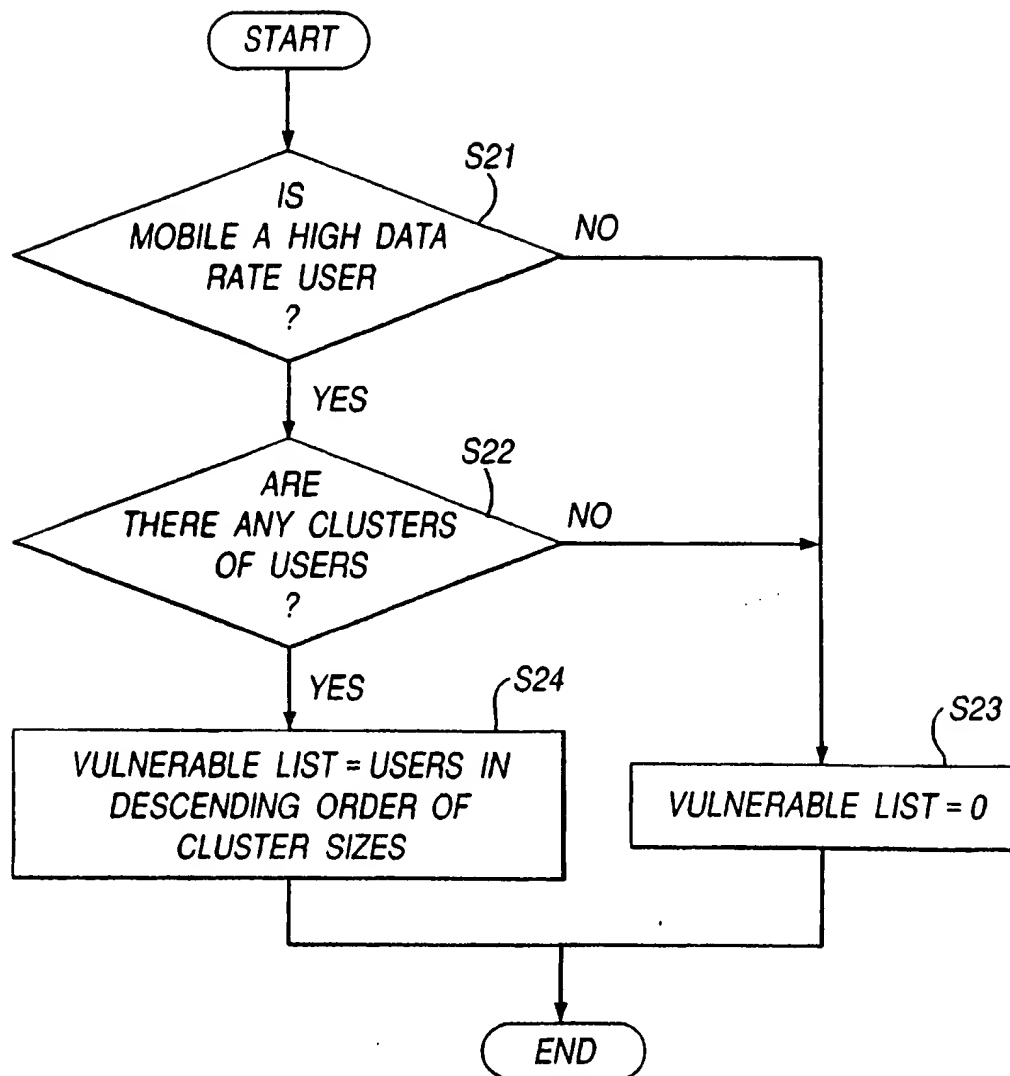 START
S21
IS
MOBILE A HIGH DATA
RATE USER
?
NO
YES
S22
ARE
THERE ANY CLUSTERS
OF USERS
?
NO
YES
S24
VULNERABLE LIST = USERS IN
DESCENDING ORDER OF
CLUSTER SIZES
S23
VULNERABLE LIST = 0
END